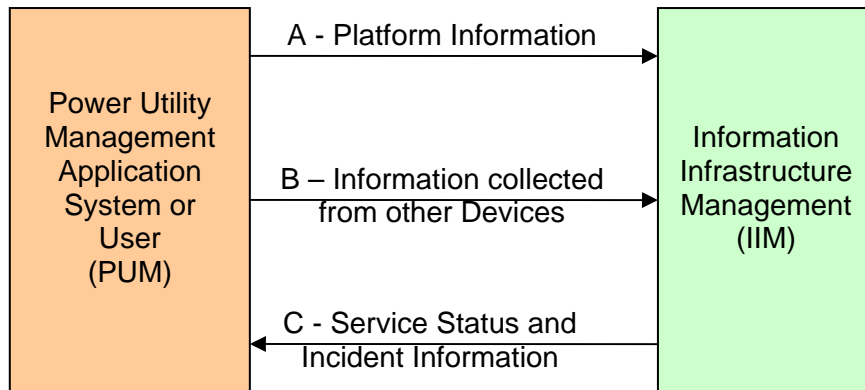 Power Utility
Management
Application
System or
User
(PUM)
A - Platform Information
B – Information collected
from other Devices
C - Service Status and
Incident Information
Information
Infrastructure
Management
(IIM)